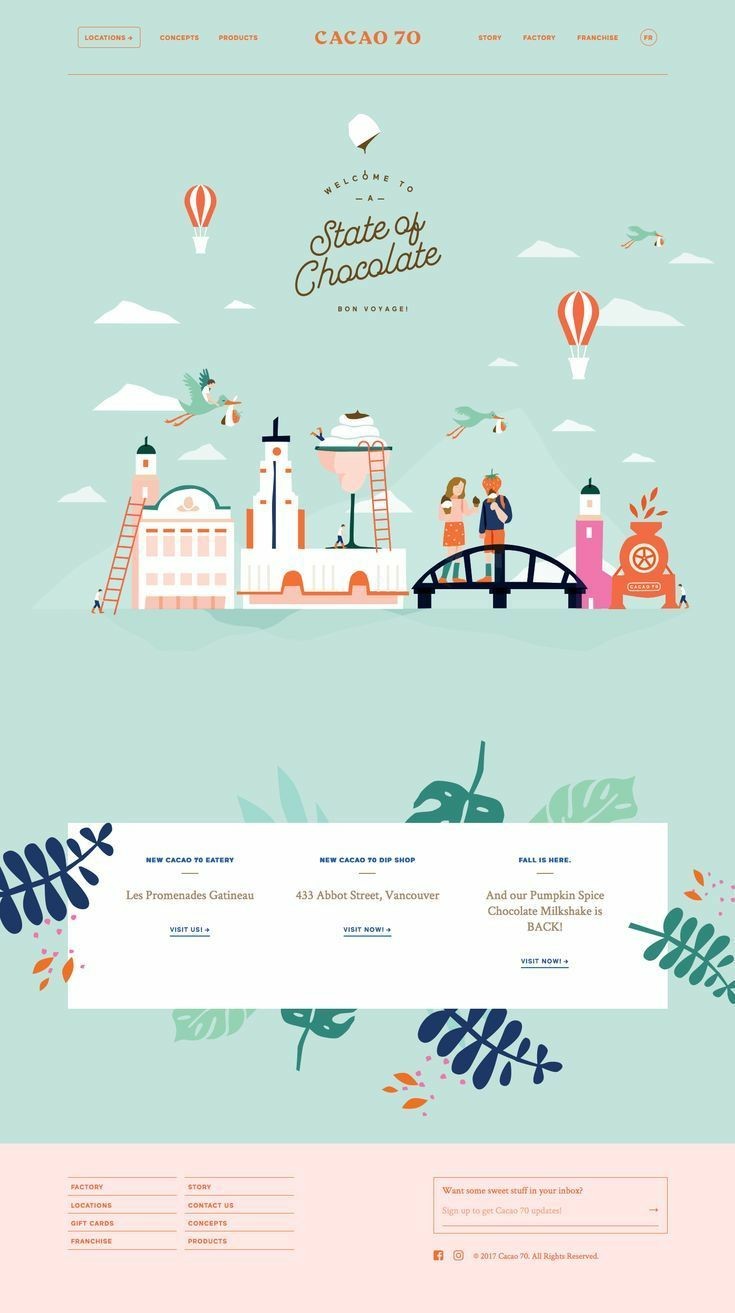 LOCATIONS → CONCEPTS PRODUCTS CACAO 70 STORY FACTORY FRANCHISE FR
WELCOME TO
— A —
State of
Chocolate
BON VOYAGE!
CACAO 70
NEW CACAO 70 EATERY
Les Promenades Gatineau
VISIT US! →
NEW CACAO 70 DIP SHOP
433 Abbot Street, Vancouver
VISIT NOW! →
FALL IS HERE.
And our Pumpkin Spice
Chocolate Milkshake is
BACK!
VISIT NOW! →
FACTORY
LOCATIONS
GIFT CARDS
FRANCHISE
STORY
CONTACT US
CONCEPTS
PRODUCTS
Want some sweet stuff in your inbox?
Sign up to get Cacao 70 updates! →
© 2017 Cacao 70. All Rights Reserved.